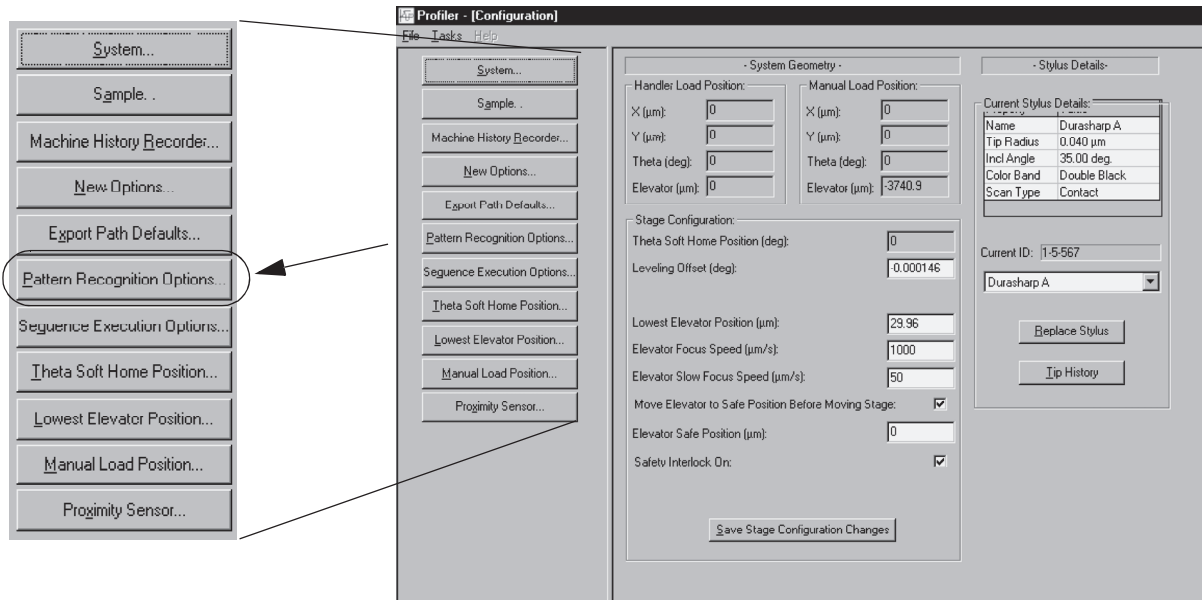 System...
Sample. .
Machine History Recorder...
New Options...
Export Path Defaults...
Pattern Recognition Options...
Sequence Execution Options...
Theta Soft Home Position...
Lowest Elevator Position...
Manual Load Position...
Proximity Sensor...
Profiler - [Configuration]
File Tasks Help
System...
Sample. .
Machine History Recorder...
New Options...
Export Path Defaults...
Pattern Recognition Options...
Sequence Execution Options...
Theta Soft Home Position...
Lowest Elevator Position...
Manual Load Position...
Proximity Sensor...
- System Geometry -
Handler Load Position:
X (µm): 0
Y (µm): 0
Theta (deg): 0
Elevator (µm): 0
Manual Load Position:
X (µm): 0
Y (µm): 0
Theta (deg): 0
Elevator (µm): -3740.9
Stage Configuration:
Theta Soft Home Position (deg): 0
Leveling Offset (deg): -0.000146
Lowest Elevator Position (µm): 29.96
Elevator Focus Speed (µm/s): 1000
Elevator Slow Focus Speed (µm/s): 50
Move Elevator to Safe Position Before Moving Stage:
Elevator Safe Position (µm): 0
Safety Interlock On:
Save Stage Configuration Changes
- Stylus Details-
Current Stylus Details:
Name Durasharp A
Tip Radius 0.040 µm
Incl Angle 35.00 deg.
Color Band Double Black
Scan Type Contact
Current ID: 1-5-567
Durasharp A
Replace Stylus
Tip History